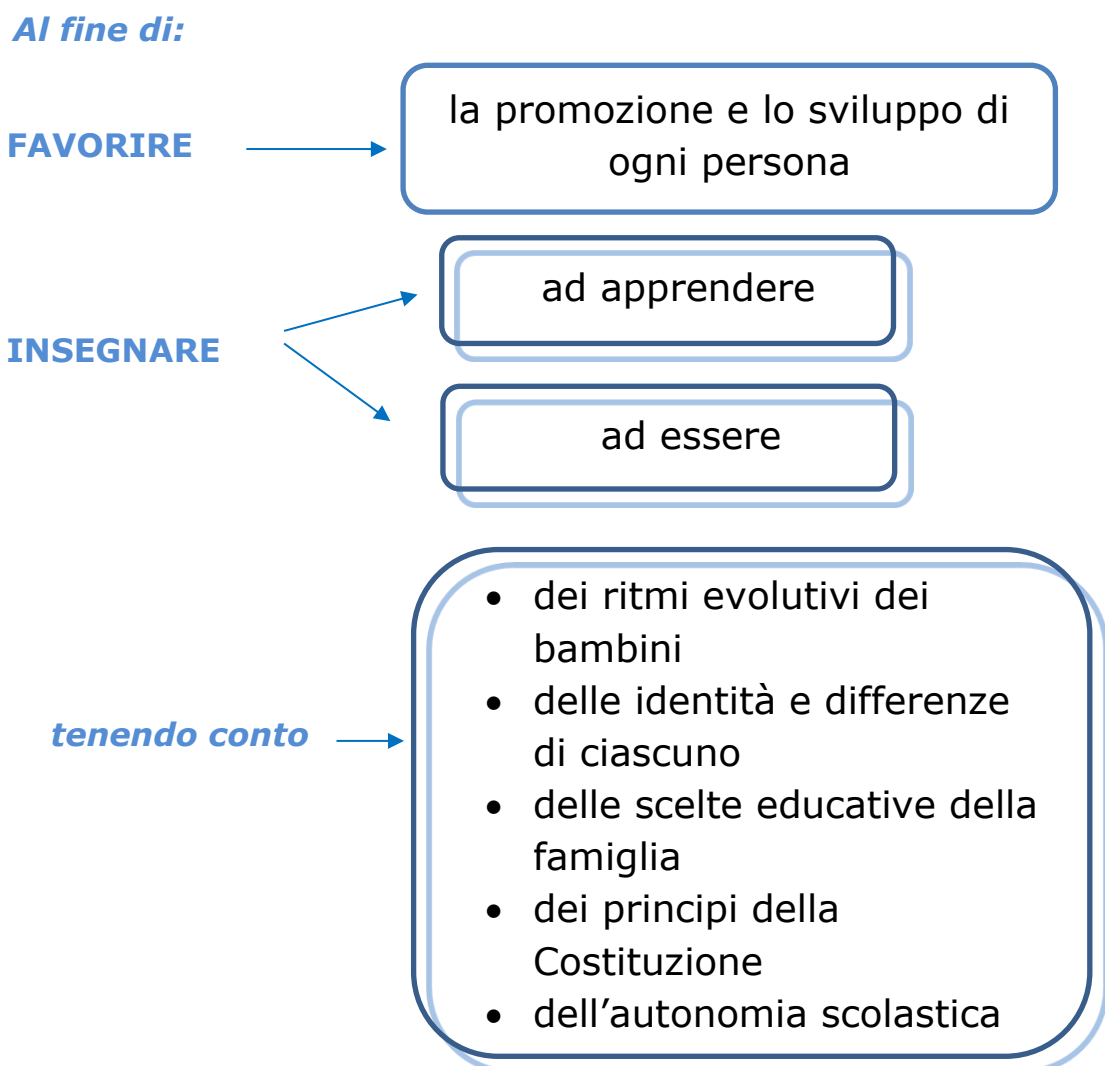 Al fine di:
FAVORIRE
la promozione e lo sviluppo di
ogni persona
INSEGNARE
ad apprendere
ad essere
tenendo conto
• dei ritmi evolutivi dei
bambini
• delle identità e differenze
di ciascuno
• delle scelte educative della
famiglia
• dei principi della
Costituzione
• dell’autonomia scolastica